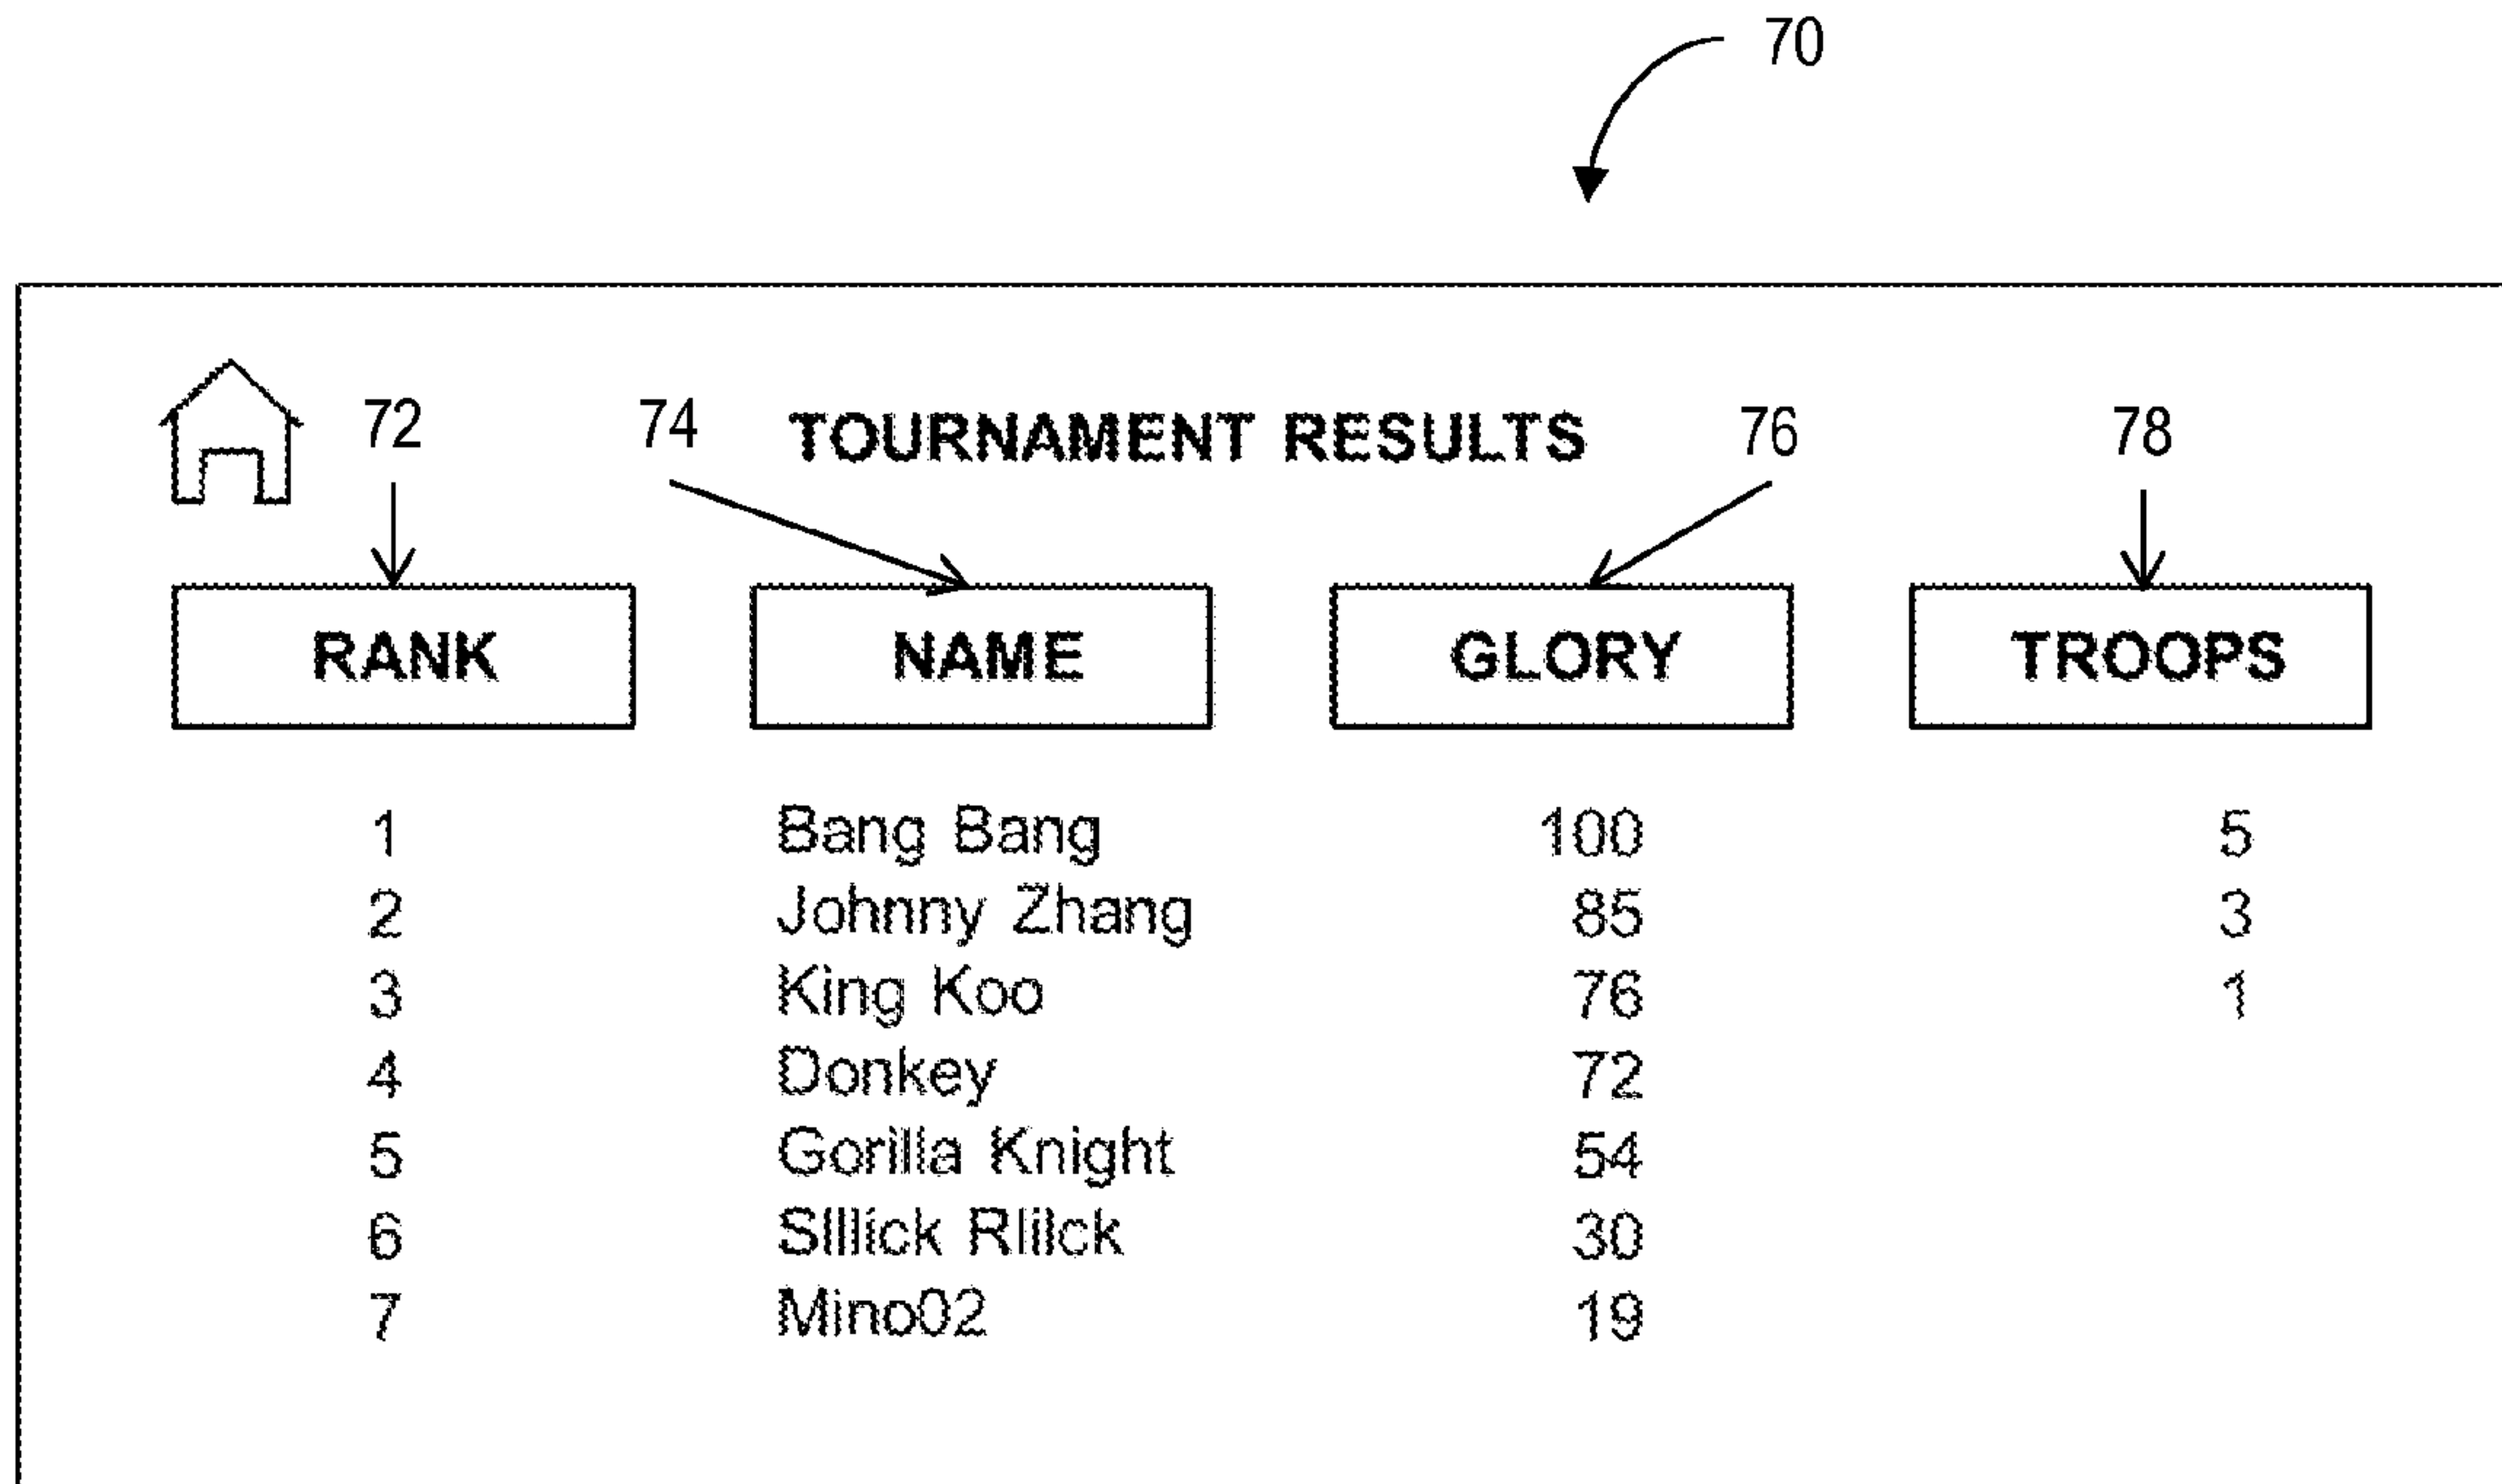 70
72 74 TOURNAMENT RESULTS 76 78
RANK NAME GLORY TROOPS
1 Bang Bang 100 5
2 Johnny Zhang 85 3
3 King Koo 76 1
4 Donkey 72
5 Gorilla Knight 54
6 30
7 Mino02 19